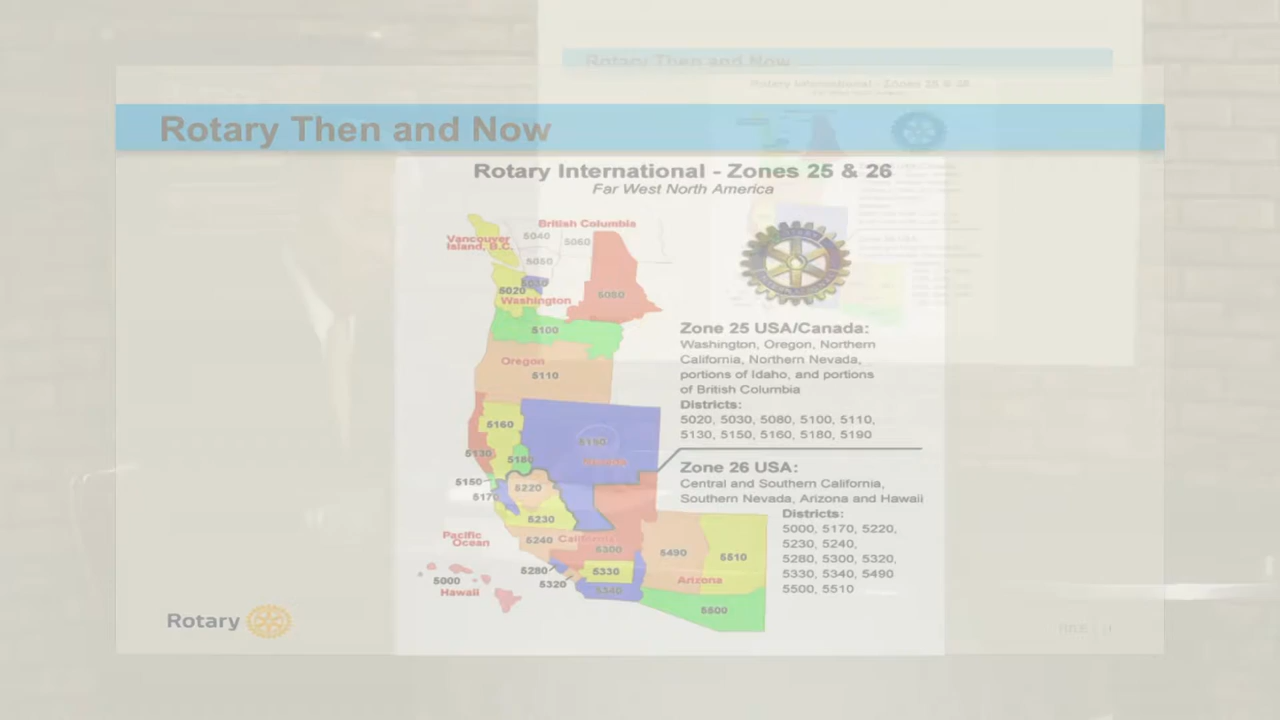 Rotary Then and Now
Rotary Then and Now
Rotary International - Zones 25 & 26
Far West North America
British Columbia
Vancouver
Island, B.C.
5040
5060
5050
5020
5030
5080
Washington
5100
Oregon
5110
5160
5130
5180
5150
5170
5220
5230
5240
California
5300
Pacific
Ocean
5280
5320
5330
5340
5000
Hawaii
5490
5510
Arizona
5500
Zone 25 USA/Canada:
Washington, Oregon, Northern
California, Northern Nevada,
portions of Idaho, and portions
of British Columbia
Districts:
5020, 5030, 5080, 5100, 5110,
5130, 5150, 5160, 5180, 5190
Zone 26 USA:
Central and Southern California,
Southern Nevada, Arizona and Hawaii
Districts:
5000, 5170, 5220,
5230, 5240,
5280, 5300, 5320,
5330, 5340, 5490
5500, 5510
Rotary